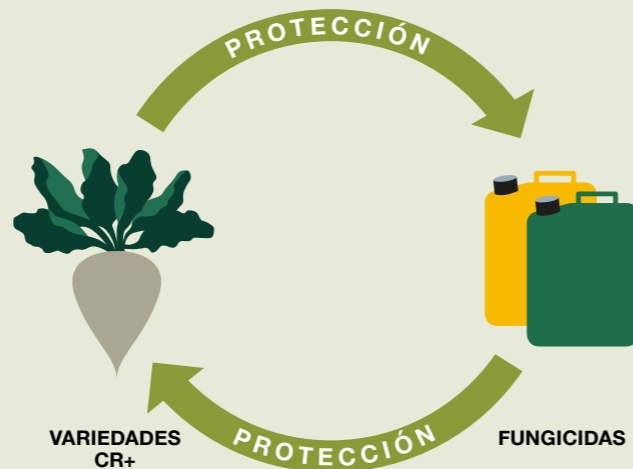 PROTECCIÓN
VARIEDADES
CR+
FUNGICIDAS
PROTECCIÓN